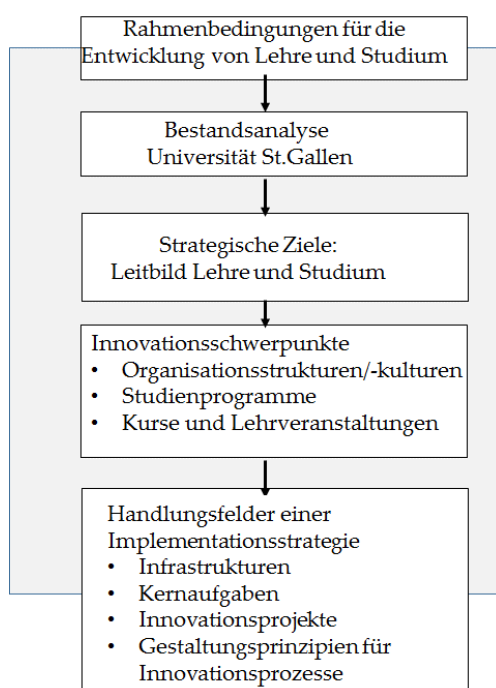 Rahmenbedingungen für die
Entwicklung von Lehre und Studium
Bestandsanalyse
Universität St.Gallen
Strategische Ziele:
Leitbild Lehre und Studium
Innovationsschwerpunkte
• Organisationsstrukturen/-kulturen
• Studienprogramme
• Kurse und Lehrveranstaltungen
Handlungsfelder einer
Implementationsstrategie
• Infrastrukturen
• Kernaufgaben
• Innovationsprojekte
• Gestaltungsprinzipien für
Innovationsprozesse